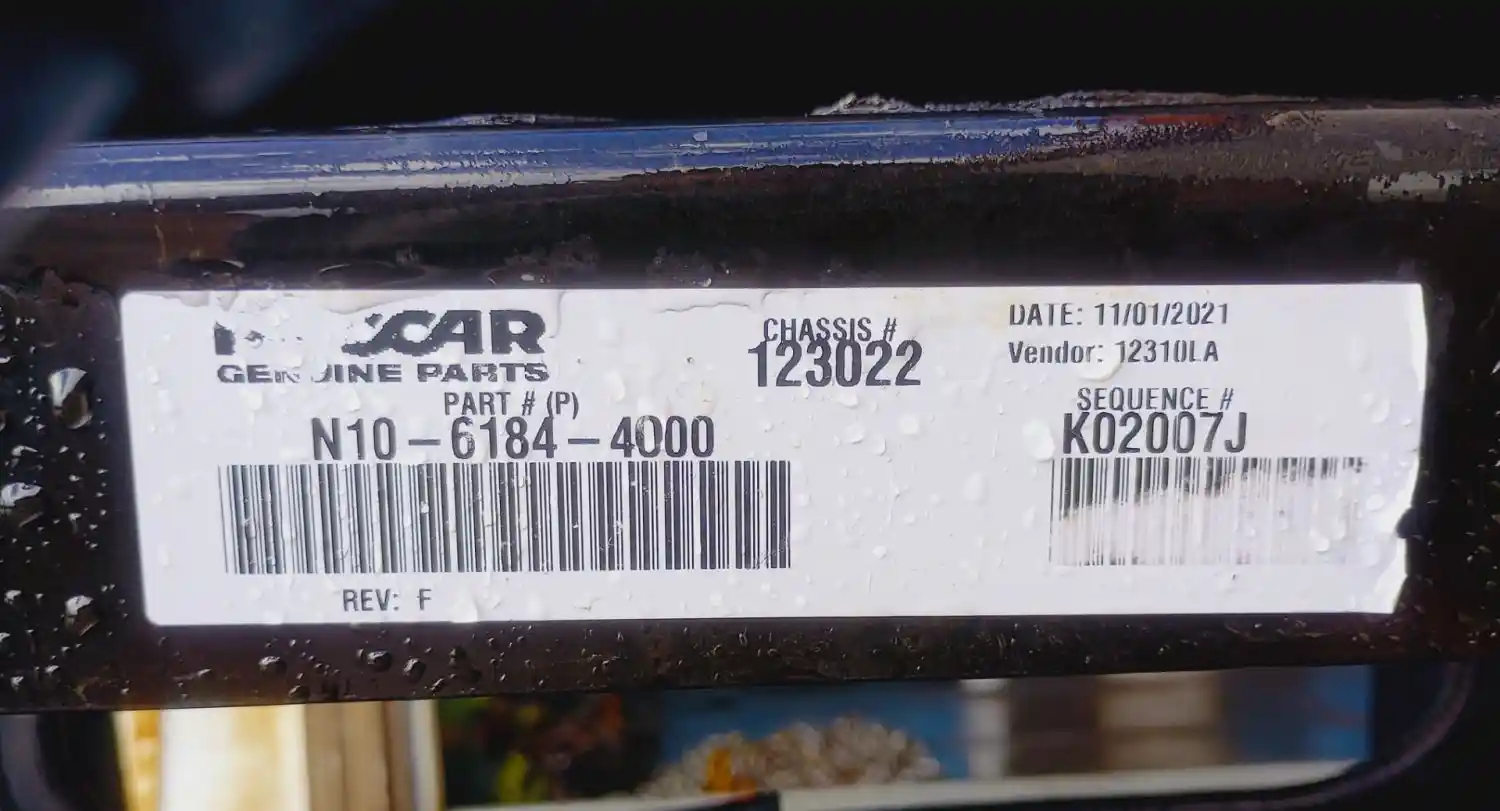 GENUINE PARTS
PART # (P)
N10-6184-4000
REV: F
CHASSIS #
123022
DATE: 11/01/2021
Vendor: 12310LA
SEQUENCE #
K02007J